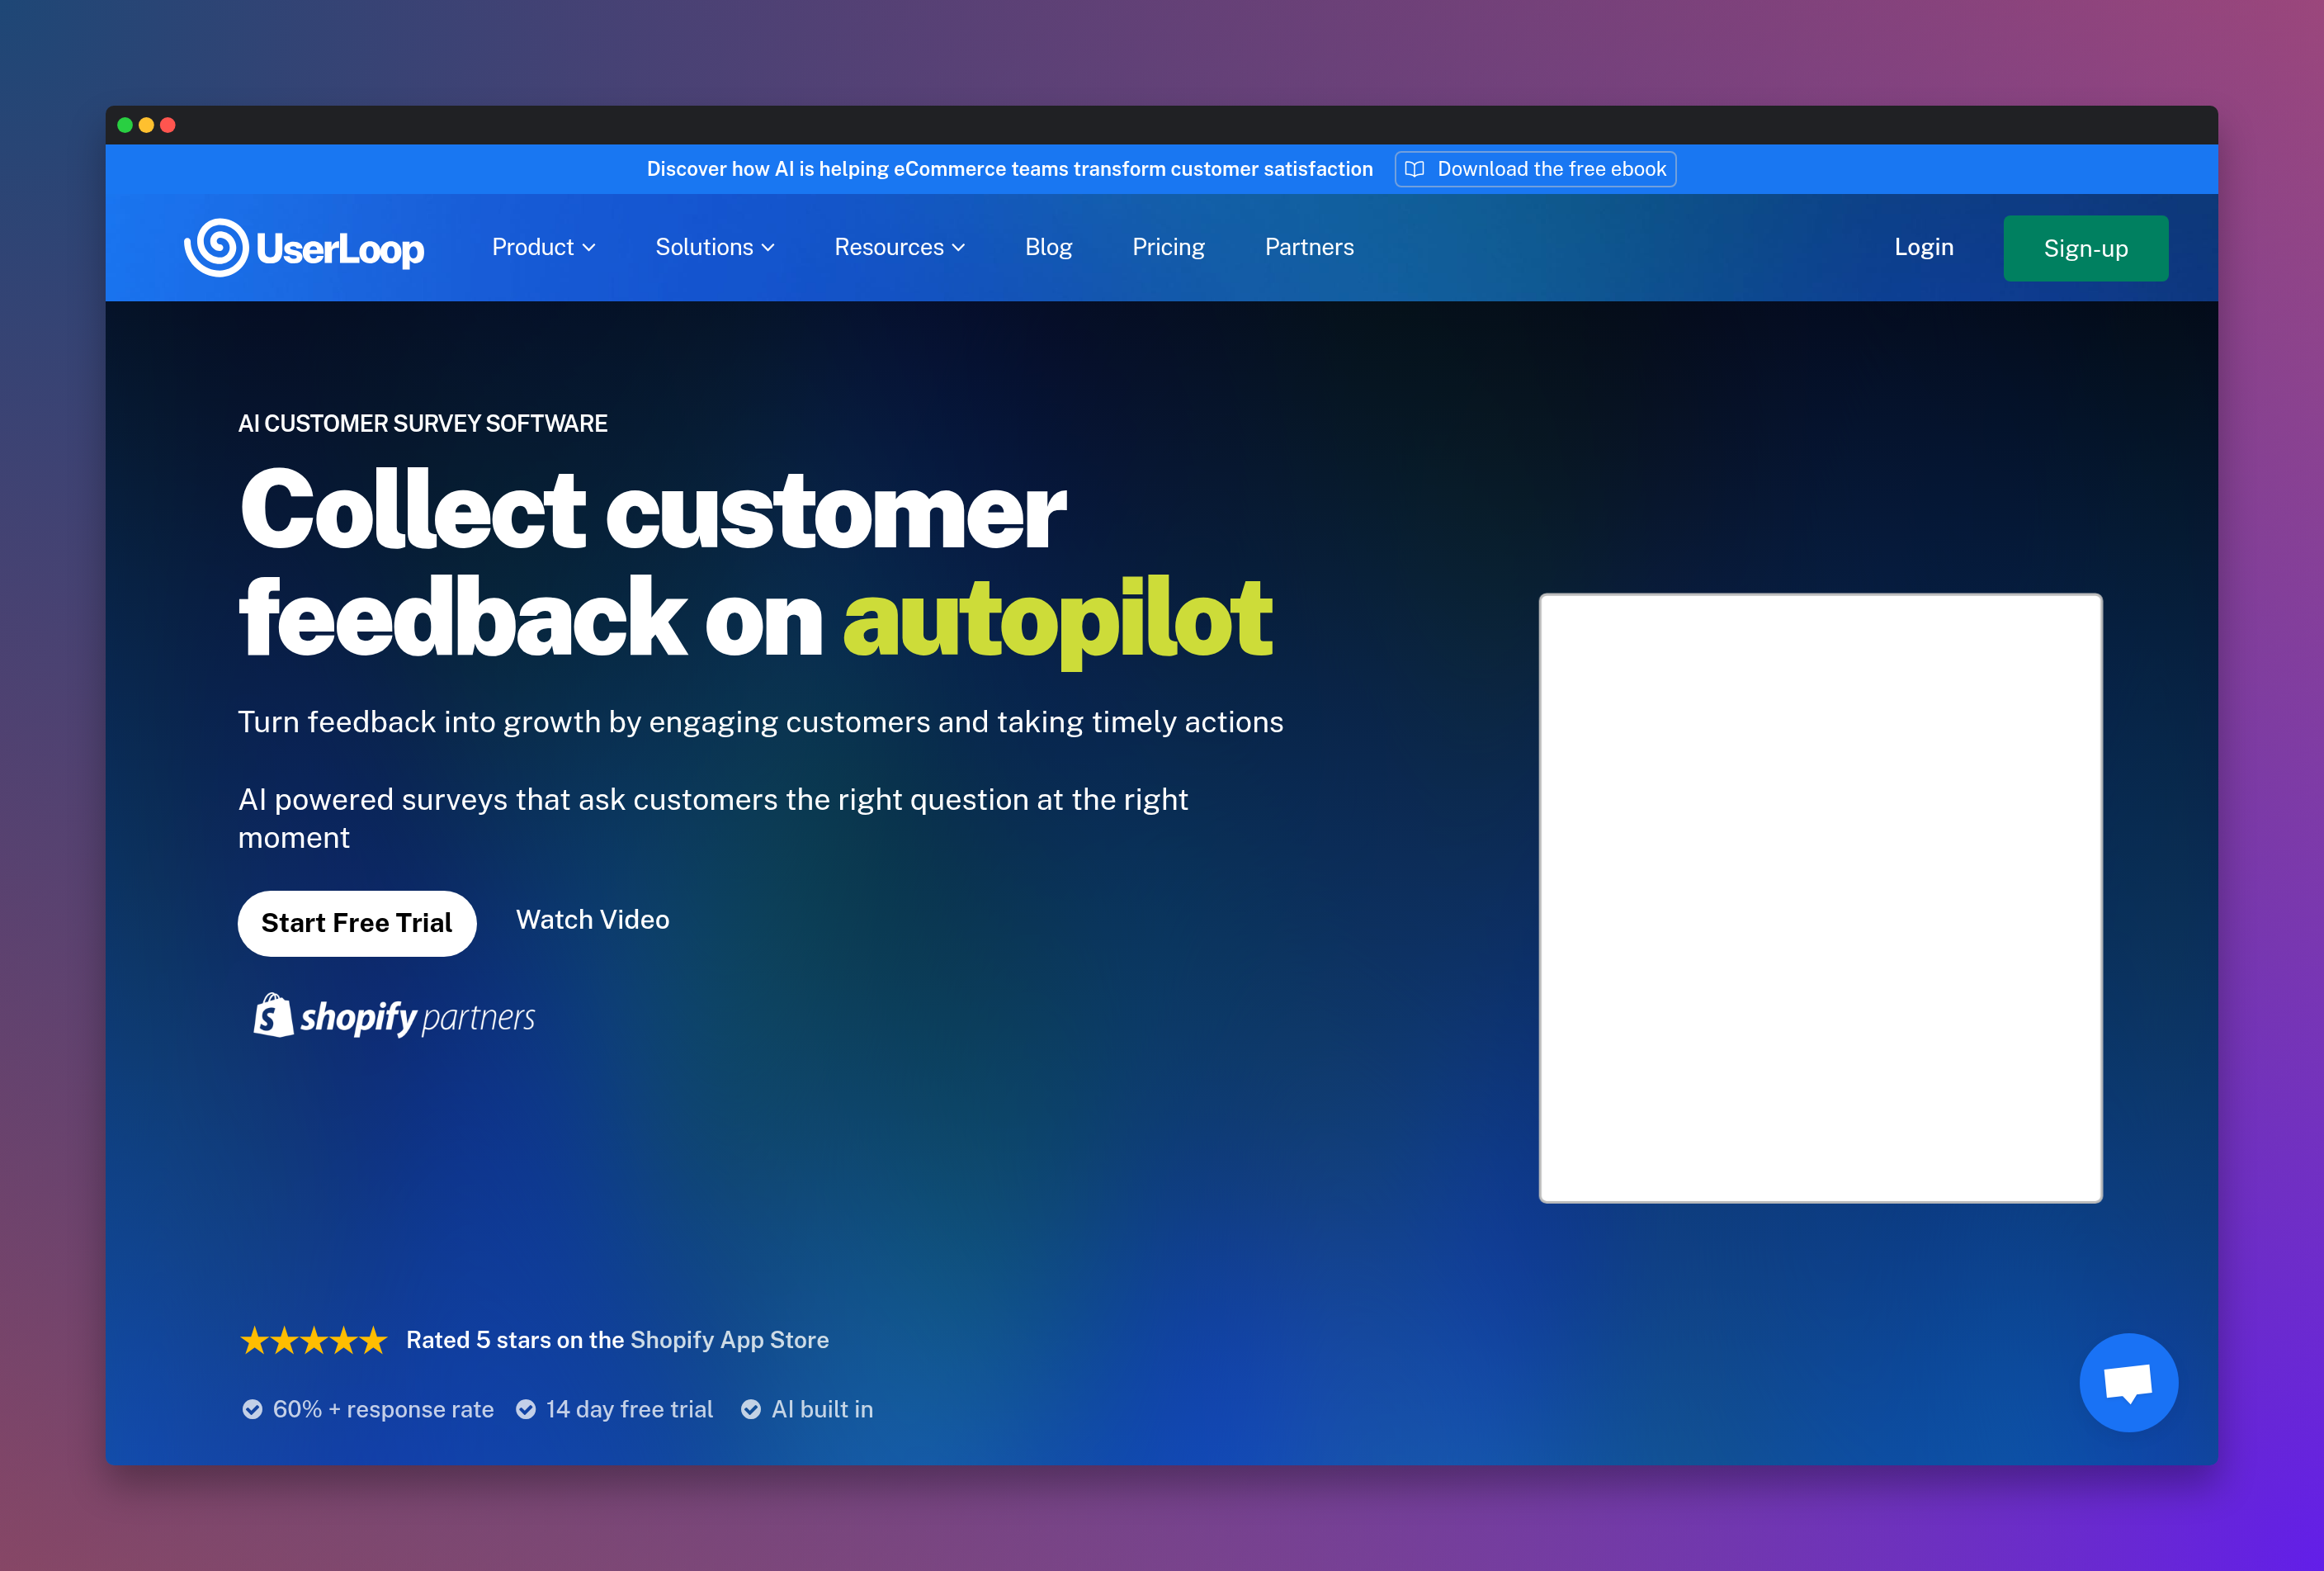 Discover how AI is helping eCommerce teams transform customer satisfaction Download the free ebook
UserLoop Product Solutions Resources Blog Pricing Partners Login Sign-up
AI CUSTOMER SURVEY SOFTWARE
Collect customer
feedback on autopilot
Turn feedback into growth by engaging customers and taking timely actions
AI powered surveys that ask customers the right question at the right
moment
Start Free Trial Watch Video
shopify partners
Rated 5 stars on the Shopify App Store
60% + response rate 14 day free trial AI built in